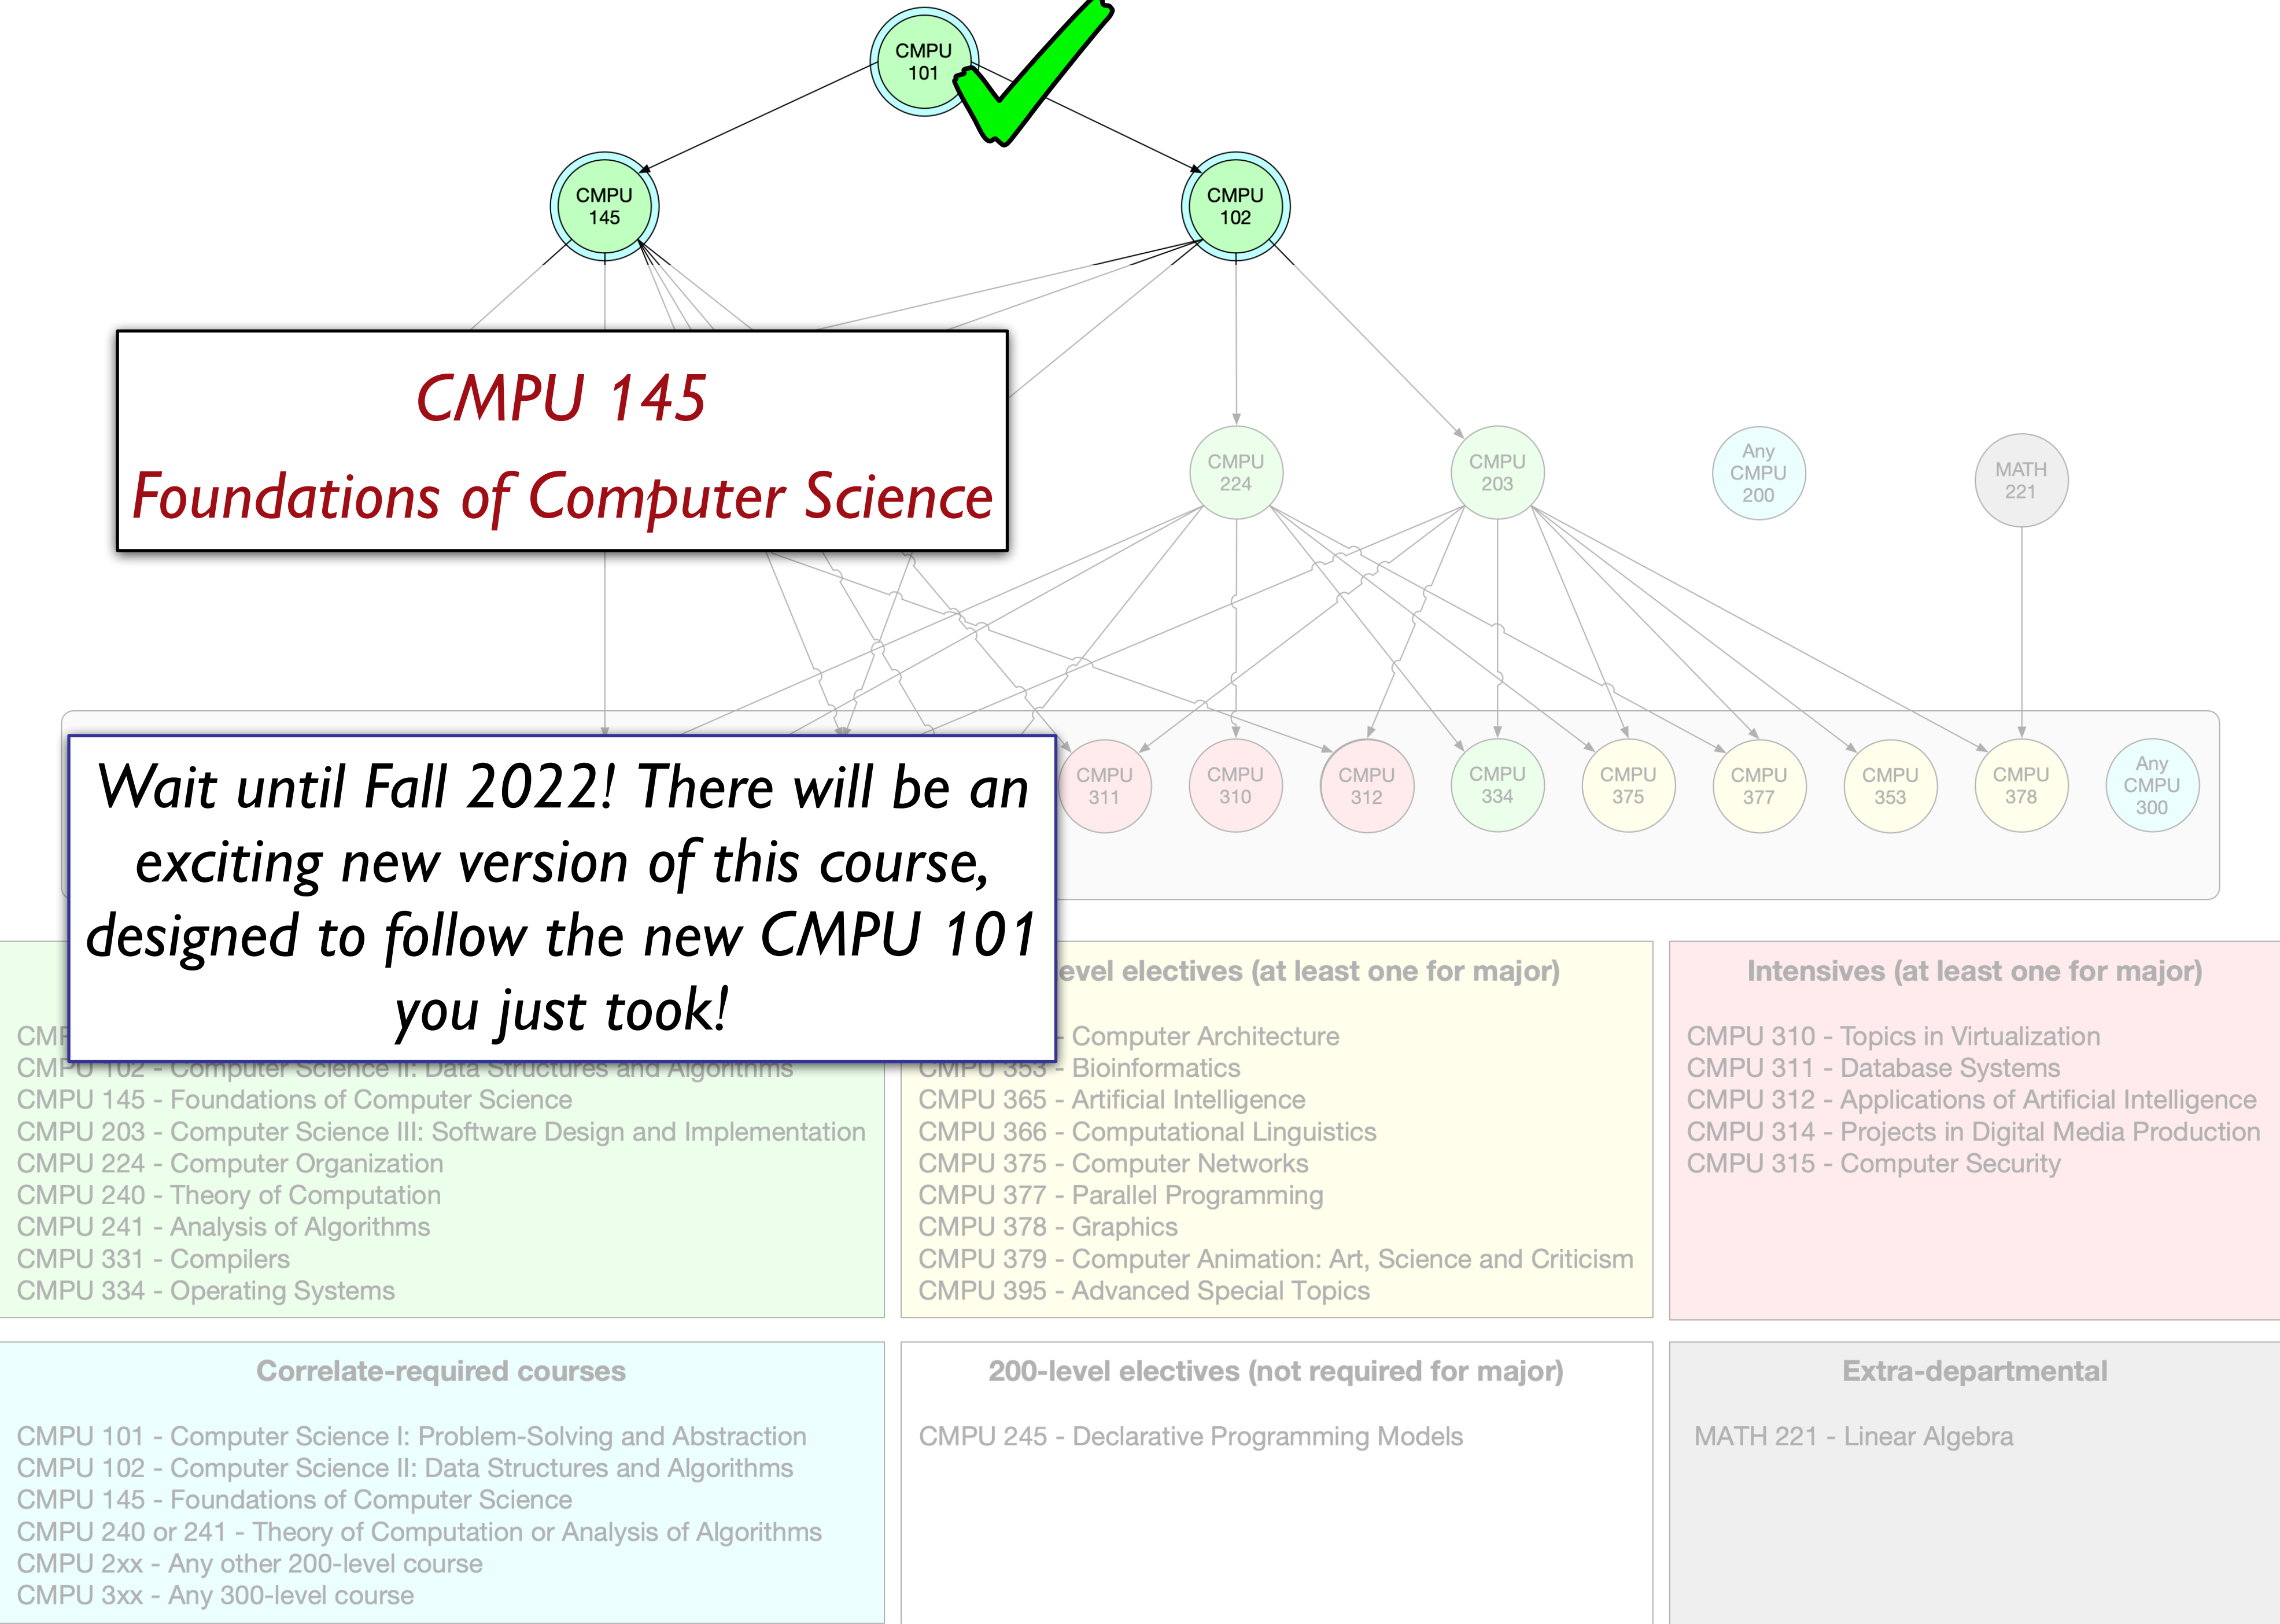 CMPU
101
CMPU
145
CMPU
102
CMPU 145
Foundations of Computer Science
CMPU
224
CMPU
203
Any
CMPU
200
MATH
221
Wait until Fall 2022! There will be an
exciting new version of this course,
designed to follow the new CMPU 101
you just took!
CMPU
311
CMPU
310
CMPU
312
CMPU
334
CMPU
375
CMPU
377
CMPU
353
CMPU
378
Any
CMPU
300
CMPU 102 - Computer Science II: Data Structures and Algorithms
CMPU 145 - Foundations of Computer Science
CMPU 203 - Computer Science III: Software Design and Implementation
CMPU 224 - Computer Organization
CMPU 240 - Theory of Computation
CMPU 241 - Analysis of Algorithms
CMPU 331 - Compilers
CMPU 334 - Operating Systems
electives (at least one for major)
- Computer Architecture
CMPU 353 - Bioinformatics
CMPU 365 - Artificial Intelligence
CMPU 366 - Computational Linguistics
CMPU 375 - Computer Networks
CMPU 377 - Parallel Programming
CMPU 378 - Graphics
CMPU 379 - Computer Animation: Art, Science and Criticism
CMPU 395 - Advanced Special Topics
Intensives (at least one for major)
CMPU 310 - Topics in Virtualization
CMPU 311 - Database Systems
CMPU 312 - Applications of Artificial Intelligence
CMPU 314 - Projects in Digital Media Production
CMPU 315 - Computer Security
Correlate-required courses
CMPU 101 - Computer Science I: Problem-Solving and Abstraction
CMPU 102 - Computer Science II: Data Structures and Algorithms
CMPU 145 - Foundations of Computer Science
CMPU 240 or 241 - Theory of Computation or Analysis of Algorithms
CMPU 2xx - Any other 200-level course
CMPU 3xx - Any 300-level course
200-level electives (not required for major)
CMPU 245 - Declarative Programming Models
Extra-departmental
MATH 221 - Linear Algebra